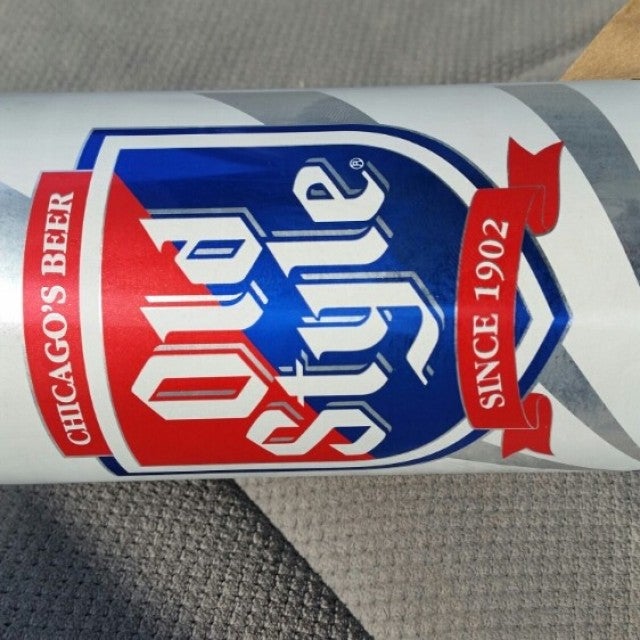 CHICAGO'S BEER
Old
Style®
SINCE 1902